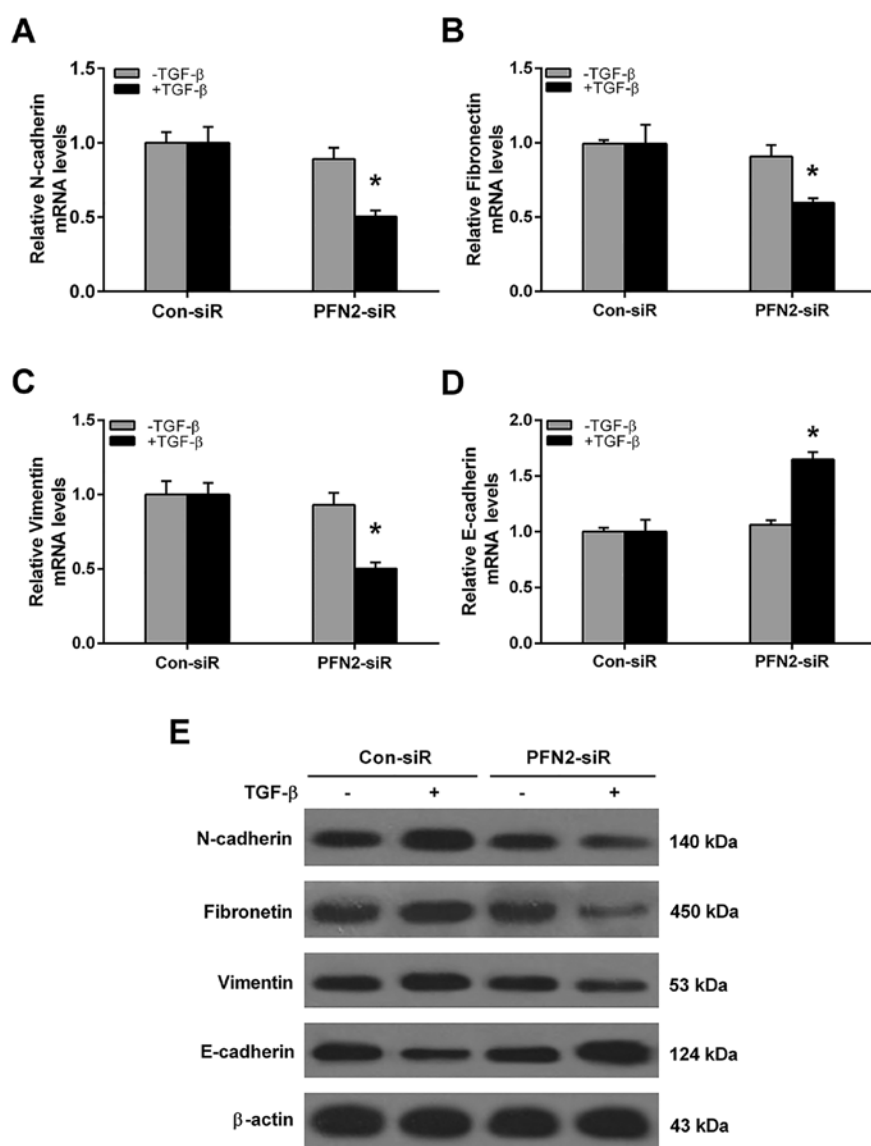 A
Relative N-cadherin
mRNA levels
-TGF-β
+TGF-β
1.5
1.0
0.5
0.0
*
Con-siR PFN2-siR
B
Relative Fibronectin
mRNA levels
-TGF-β
+TGF-β
1.5
1.0
0.5
0.0
*
Con-siR PFN2-siR
C
Relative Vimentin
mRNA levels
-TGF-β
+TGF-β
1.5
1.0
0.5
0.0
*
Con-siR PFN2-siR
D
Relative E-cadherin
mRNA levels
-TGF-β
+TGF-β
2.0
1.5
1.0
0.5
0.0
*
Con-siR PFN2-siR
E
Con-siR PFN2-siR
TGF-β - + - +
N-cadherin 140 kDa
Fibronetin 450 kDa
Vimentin 53 kDa
E-cadherin 124 kDa
β-actin 43 kDa